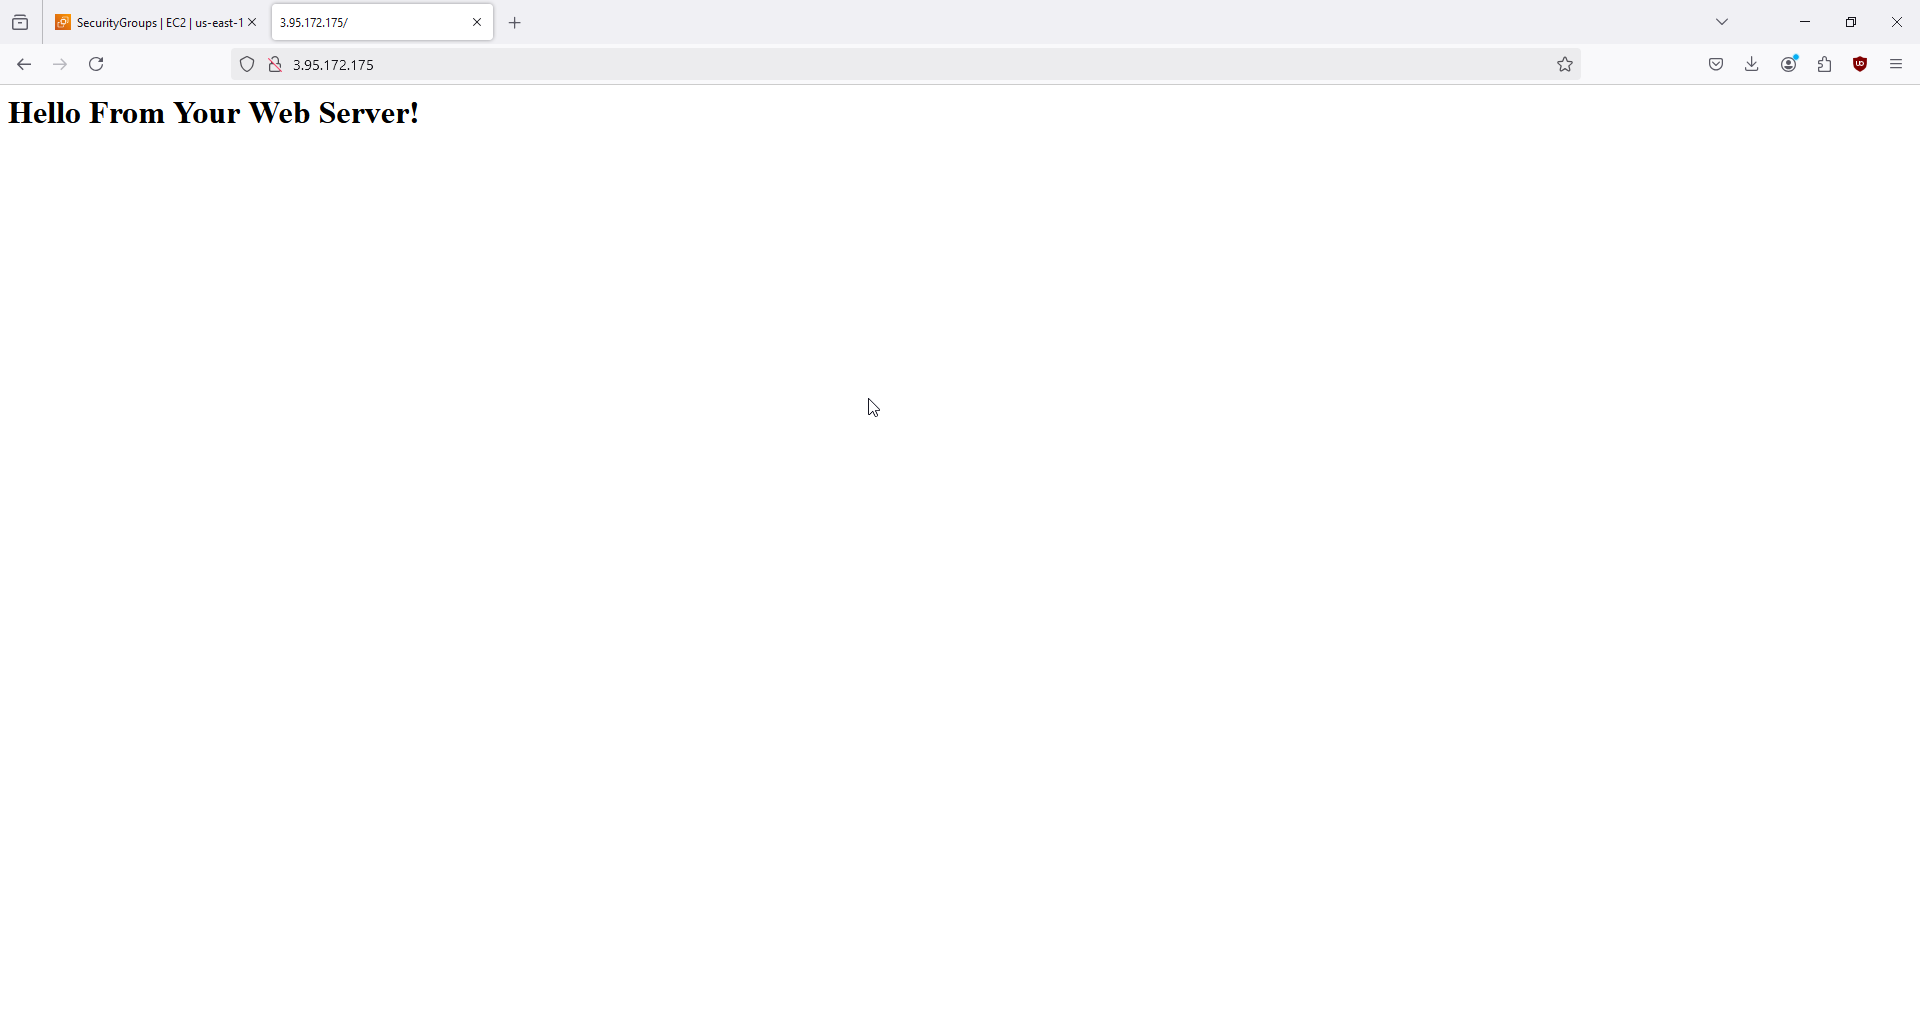 SecurityGroups | EC2 | us-east-1
3.95.172.175/
3.95.172.175
Hello From Your Web Server!